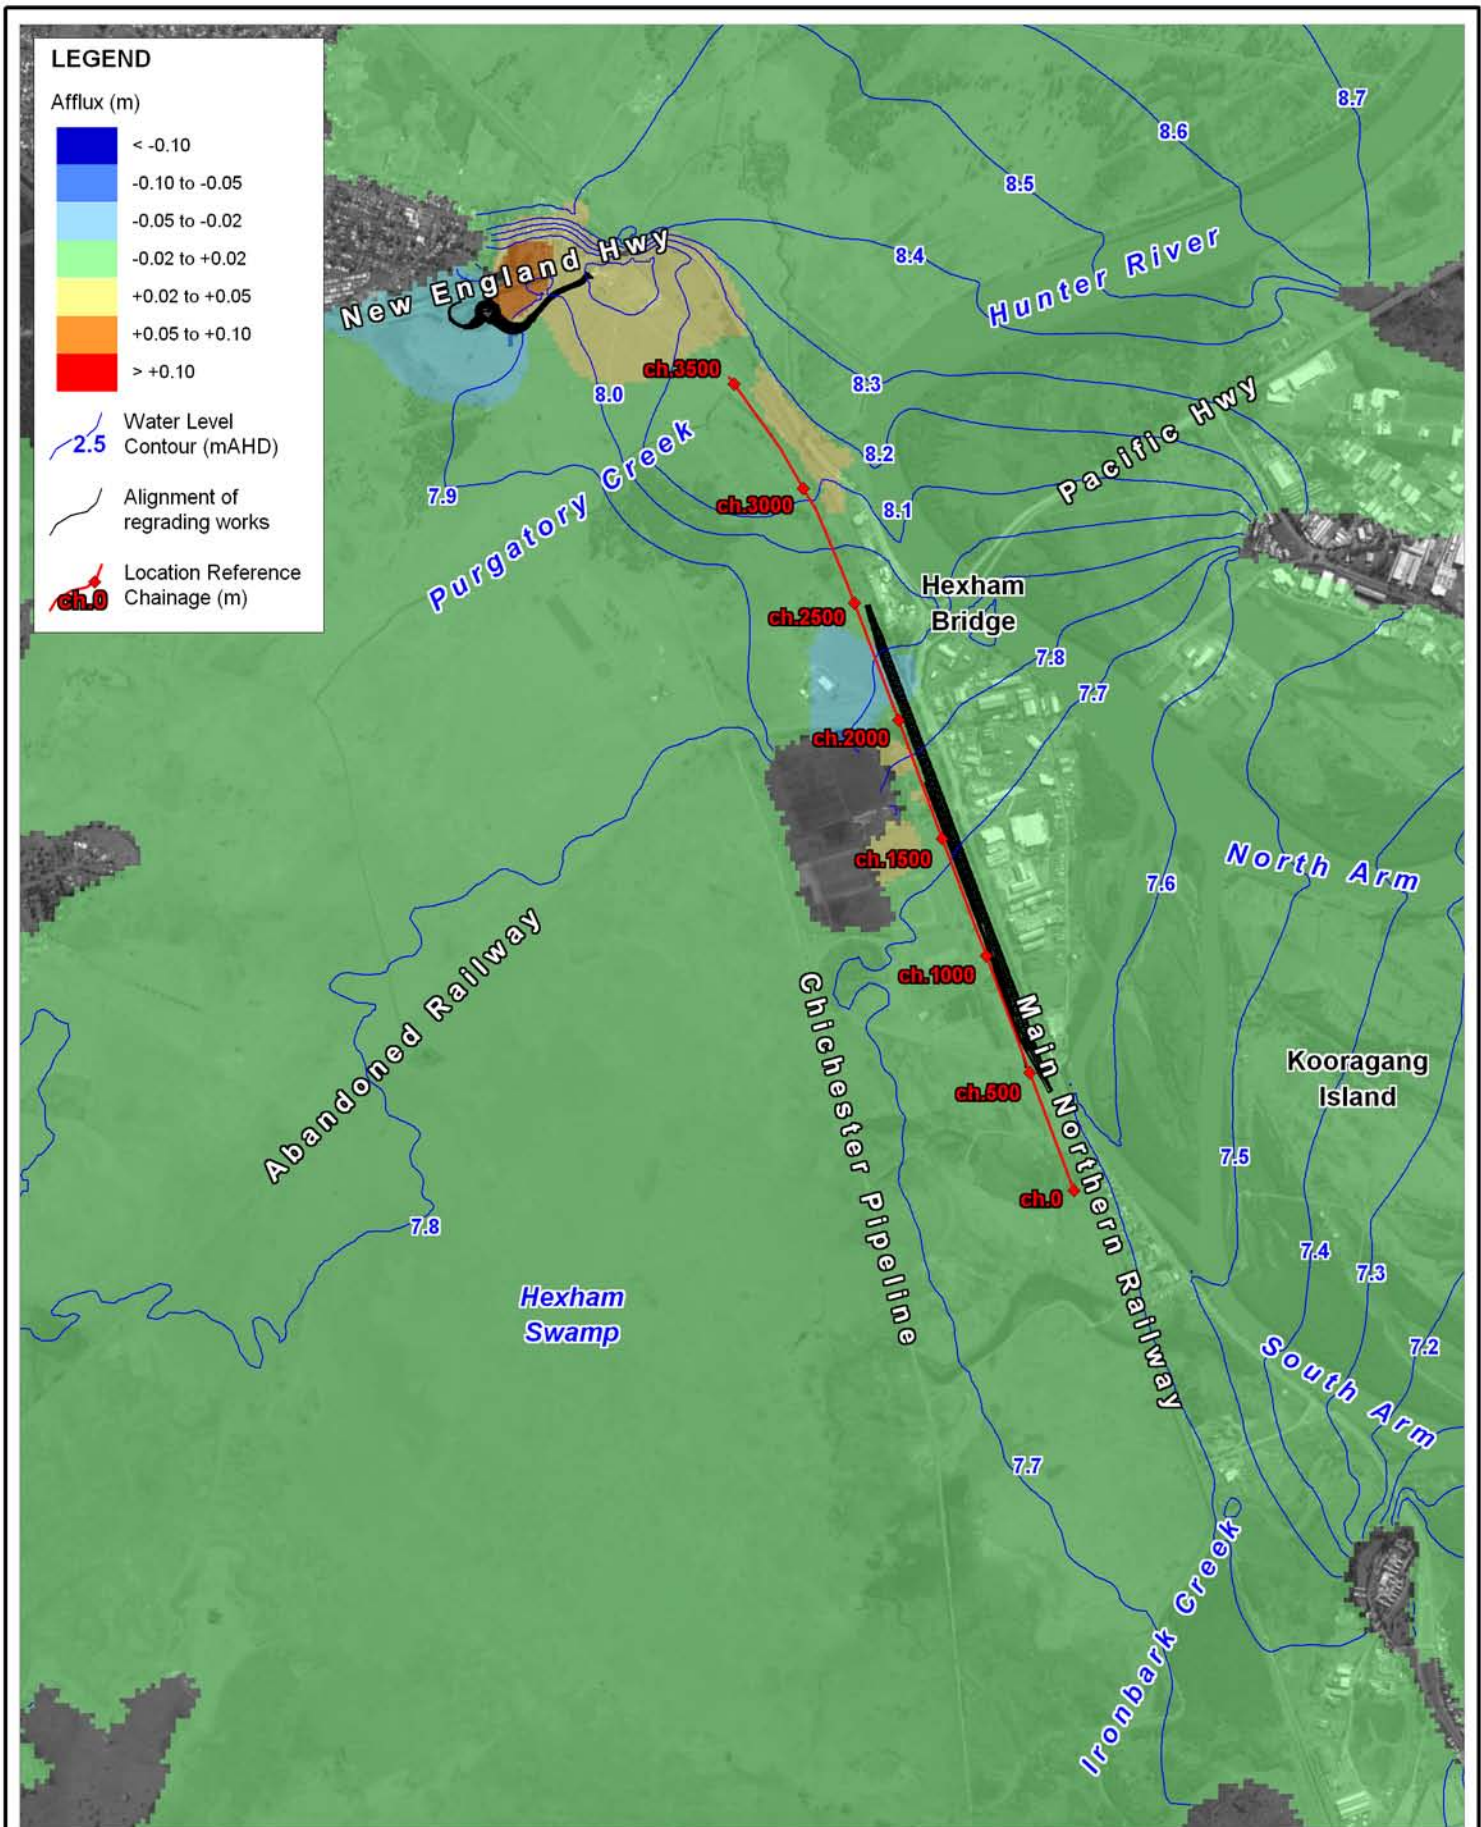 LEGEND
Afflux (m)
< -0.10
-0.10 to -0.05
-0.05 to -0.02
-0.02 to +0.02
+0.02 to +0.05
+0.05 to +0.10
> +0.10
2.5
Water Level
Contour (mAHD)
Alignment of
regrading works
ch.0
Location Reference
Chainage (m)
8.7
8.6
8.5
8.4
Hunter River
New England Hwy
ch.3500
8.3
8.0
Pacific Hwy
8.2
7.9
Purgatory Creek
ch.3000
8.1
Hexham
Bridge
ch.2500
7.8
7.7
ch.2000
ch.1500
North Arm
7.6
Abandoned Railway
ch.1000
Chichester Pipeline
Main Northern Railway
Kooragang
Island
ch.500
7.5
ch.0
7.8
7.4
7.3
Hexham
Swamp
7.2
South Arm
7.7
Ironbark Creek